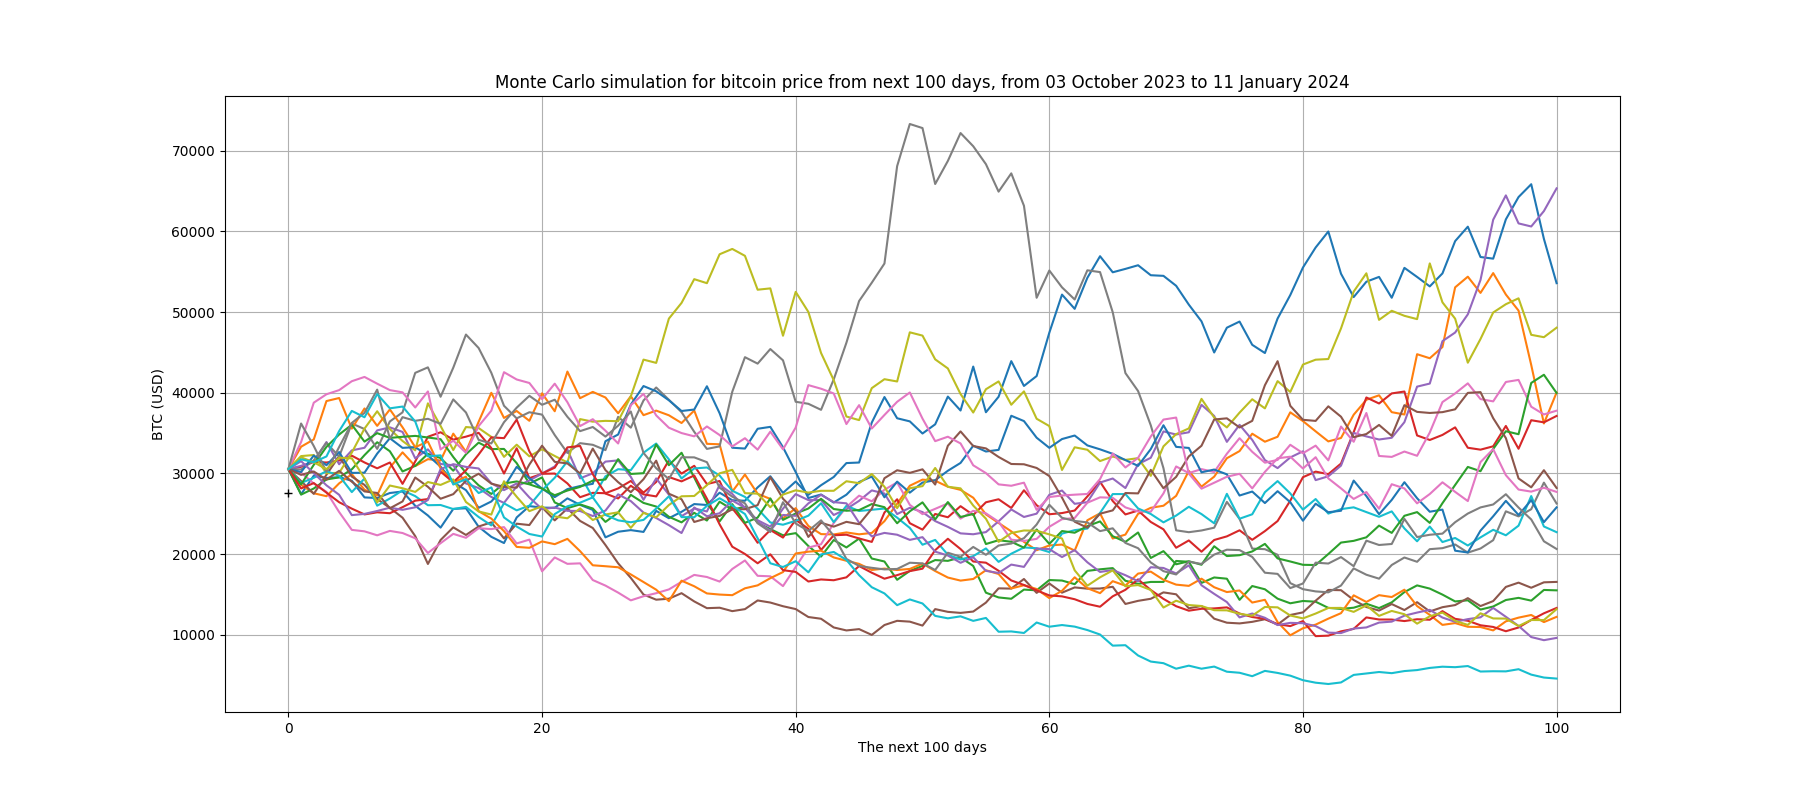 Monte Carlo simulation for bitcoin price from next 100 days, from 03 October 2023 to 11 January 2024
70000
60000
50000
40000
30000
20000
10000
BTC (USD)
0 20 40 60 80 100
The next 100 days